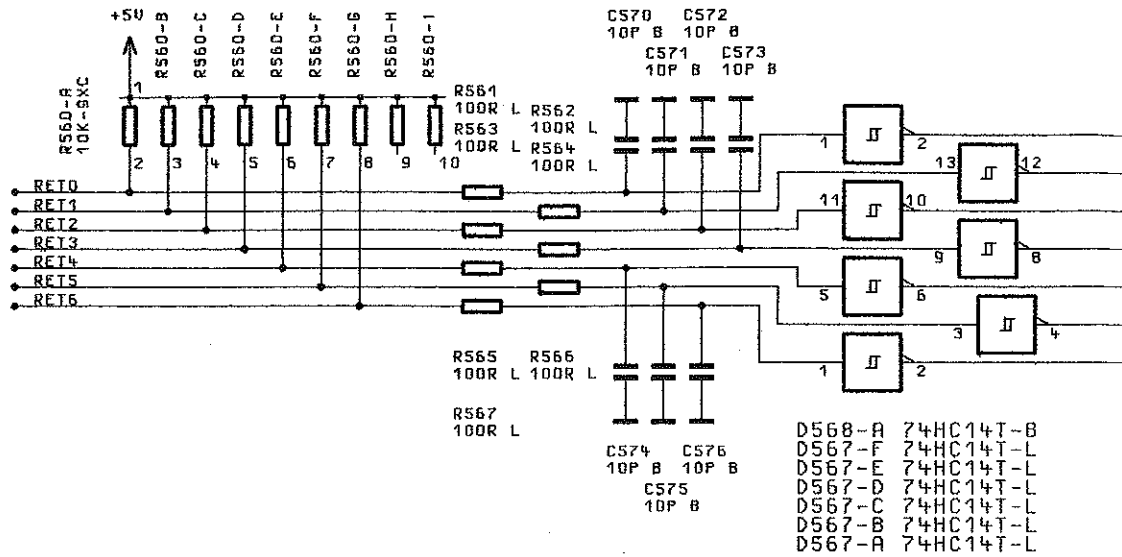 +5V
R560-A
10K-9XC
R560-B
R560-C
R560-D
R560-E
R560-F
R560-G
R560-H
R560-I
1
2
3
4
5
6
7
8
9
10
R561
100R L
R562
100R L
R563
100R L
R564
100R L
C570
10P B
C572
10P B
C571
10P B
C573
10P B
RET0
RET1
RET2
RET3
RET4
RET5
RET6
1
2
13
12
11
10
9
8
5
6
3
4
1
2
R565
100R L
R566
100R L
R567
100R L
C574
10P B
C576
10P B
C575
10P B
D568-A 74HC14T-B
D567-F 74HC14T-L
D567-E 74HC14T-L
D567-D 74HC14T-L
D567-C 74HC14T-L
D567-B 74HC14T-L
D567-A 74HC14T-L